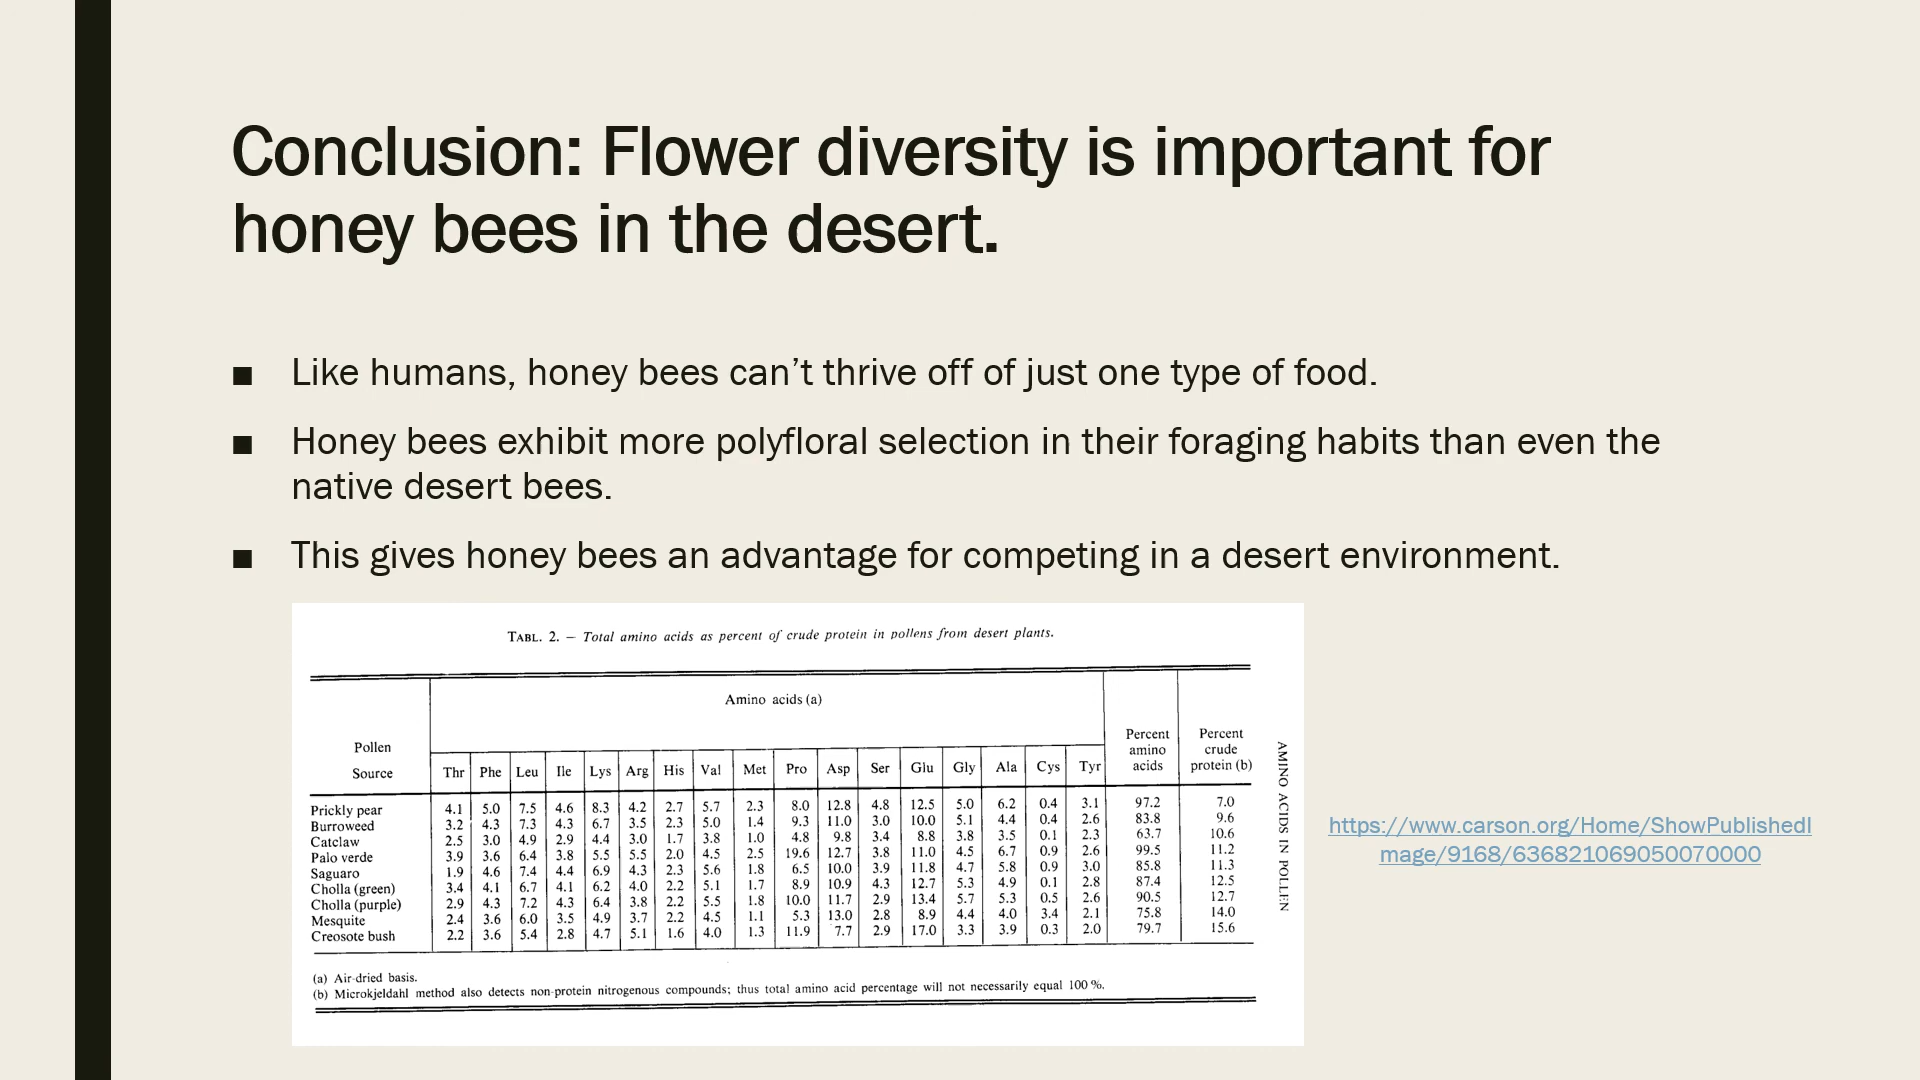 Conclusion: Flower diversity is important for
honey bees in the desert.
■ Like humans, honey bees can’t thrive off of just one type of food.
■ Honey bees exhibit more polyfloral selection in their foraging habits than even the
native desert bees.
■ This gives honey bees an advantage for competing in a desert environment.
TABL. 2. — Total amino acids as percent of crude protein in pollens from desert plants.
Amino acids (a)
Pollen Source Thr Phe Leu Ile Lys Arg His Val Met Pro Asp Ser Glu Gly Ala Cys Tyr Percent amino acids Percent crude protein (b)
Prickly pear 4.1 5.0 7.5 4.6 8.3 4.2 2.7 5.7 2.3 8.0 12.8 4.8 12.5 5.0 6.2 0.4 3.1 97.2 7.0
Burroweed 3.2 4.3 7.3 4.3 6.7 3.5 2.3 5.0 1.4 9.3 11.0 3.0 10.0 5.1 4.4 0.4 2.6 83.8 9.6
Catclaw 2.5 3.0 4.9 2.9 4.4 3.0 1.7 3.8 1.0 4.8 9.8 3.4 8.8 3.8 3.5 0.1 2.3 63.7 10.6
Palo verde 3.9 3.6 6.4 3.8 5.5 5.5 2.0 4.5 2.5 19.6 12.7 3.8 11.0 4.5 6.7 0.9 2.6 99.5 11.2
Saguaro 1.9 4.6 7.4 4.4 6.9 4.3 2.3 5.6 1.8 6.5 10.0 3.9 11.8 4.7 5.8 0.9 3.0 85.8 11.3
Cholla (green) 3.4 4.1 6.7 4.1 6.2 4.0 2.2 5.1 1.7 8.9 10.9 4.3 12.7 5.3 4.9 0.1 2.8 87.4 12.5
Cholla (purple) 2.9 4.3 7.2 4.3 6.4 3.8 2.2 5.5 1.8 10.0 11.7 2.9 13.4 5.7 5.3 0.5 2.6 90.5 12.7
Mesquite 2.4 3.6 6.0 3.5 4.9 3.7 2.2 4.5 1.1 5.3 13.0 2.8 8.9 4.4 4.0 3.4 2.1 75.8 14.0
Creosote bush 2.2 3.6 5.4 2.8 4.7 5.1 1.6 4.0 1.3 11.9 7.7 2.9 17.0 3.3 3.9 0.3 2.0 79.7 15.6
(a) Air-dried basis.
(b) Microkjeldahl method also detects non-protein nitrogenous compounds; thus total amino acid percentage will not necessarily equal 100 %.
AMINO ACIDS IN POLLEN
https://www.carson.org/Home/ShowPublishedI
mage/9168/636821069050070000